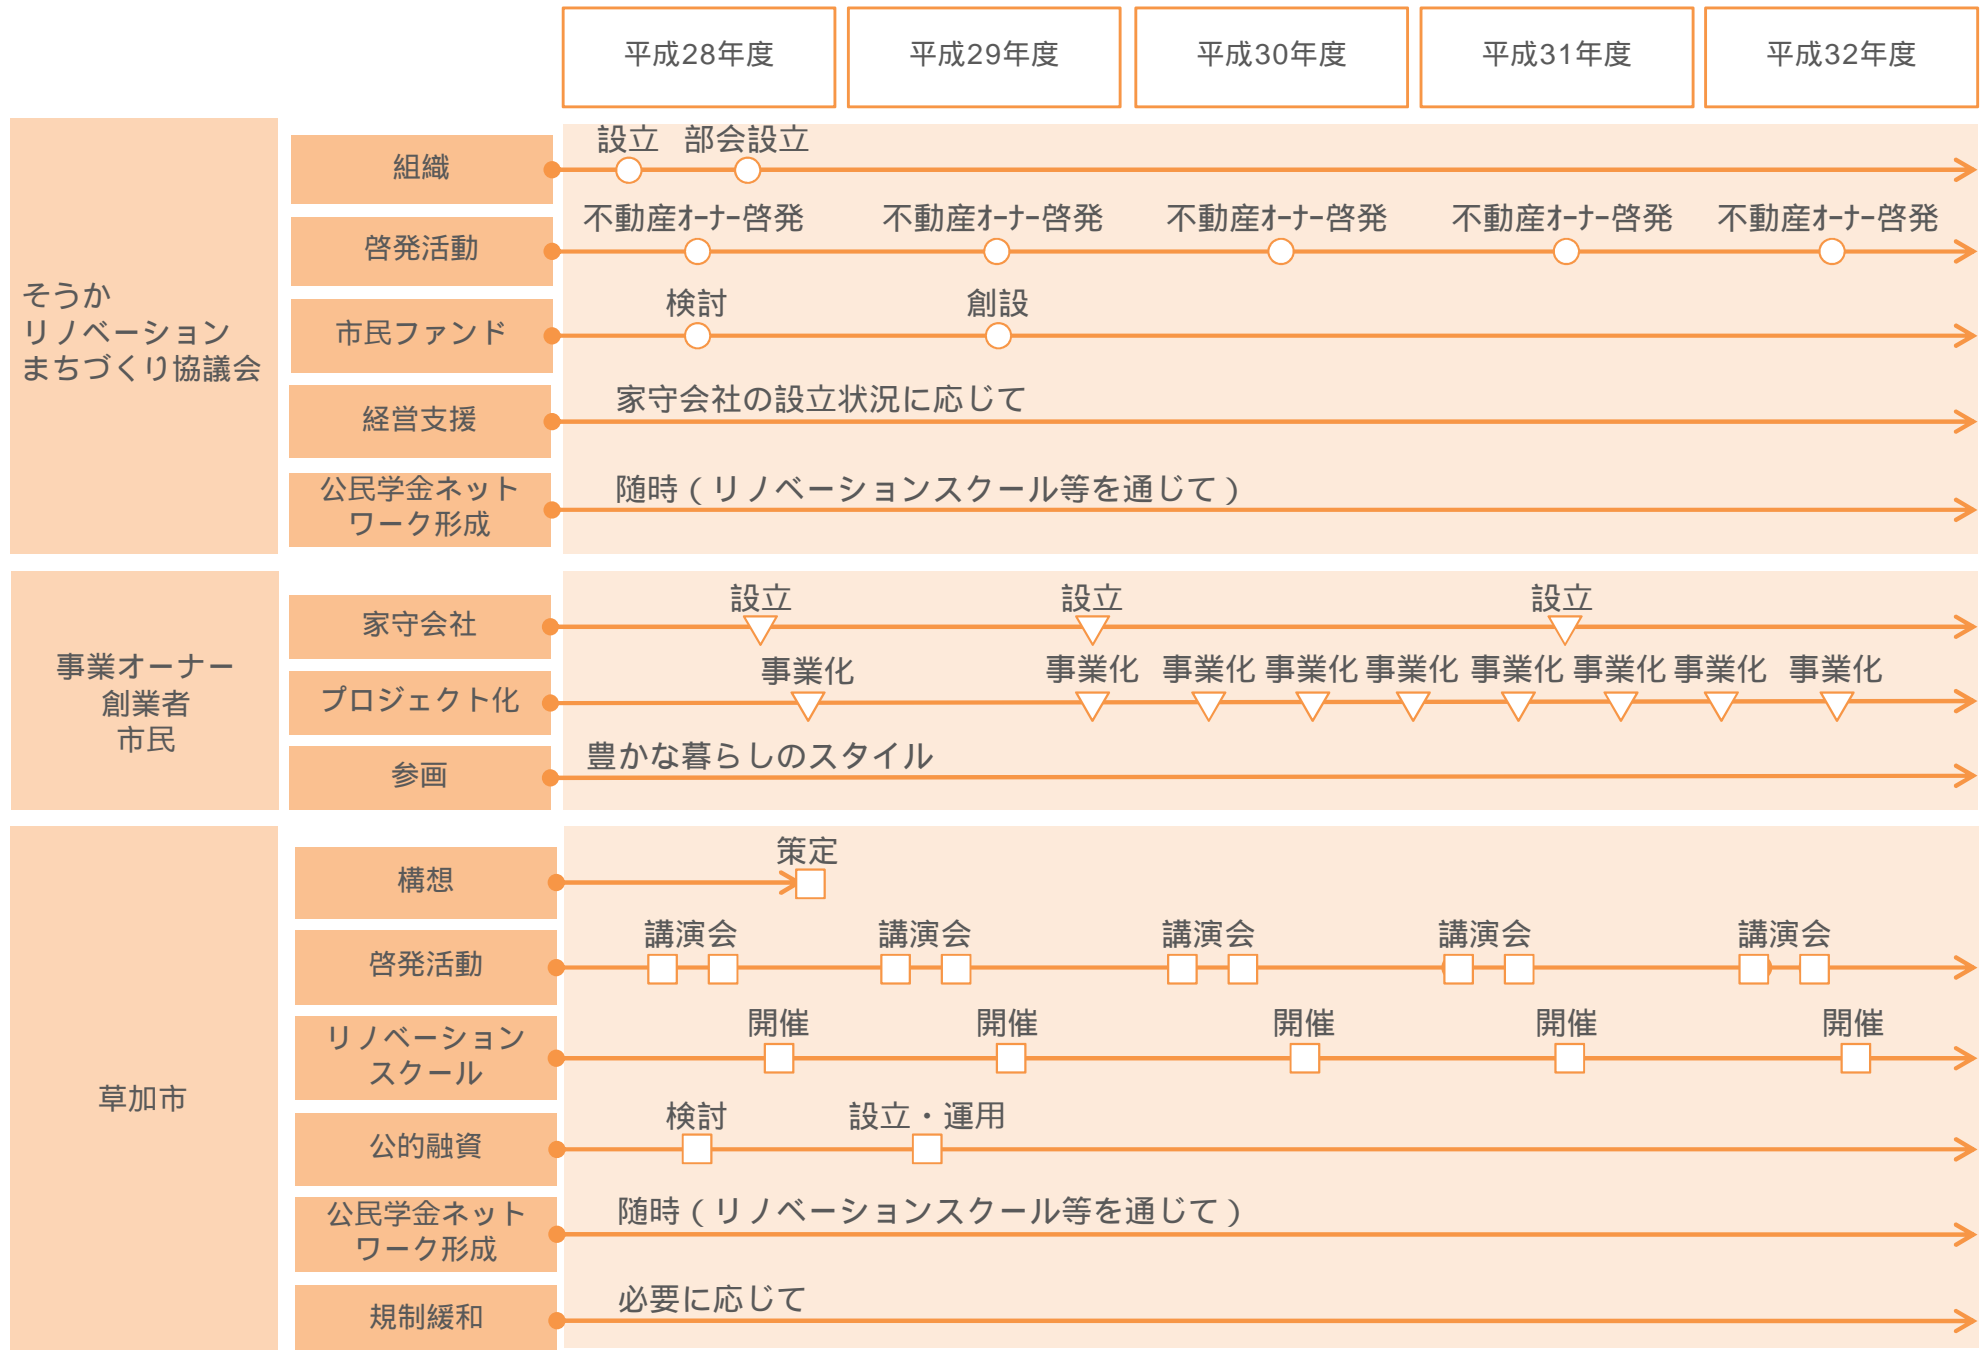 平成28年度
平成29年度
平成30年度
平成31年度
平成32年度
そうか
リノベーション
まちづくり協議会
組織
設立
部会設立
啓発活動
不動産ｵｰﾅｰ啓発
不動産ｵｰﾅｰ啓発
不動産ｵｰﾅｰ啓発
不動産ｵｰﾅｰ啓発
不動産ｵｰﾅｰ啓発
市民ファンド
検討
創設
経営支援
家守会社の設立状況に応じて
公民学金ネット
ワーク形成
随時（リノベーションスクール等を通じて）
事業オーナー
創業者
市民
家守会社
設立
設立
設立
プロジェクト化
事業化
事業化
事業化
事業化
事業化
事業化
事業化
事業化
事業化
参画
豊かな暮らしのスタイル
草加市
構想
策定
啓発活動
講演会
講演会
講演会
講演会
講演会
リノベーション
スクール
開催
開催
開催
開催
開催
公的融資
検討
設立・運用
公民学金ネット
ワーク形成
随時（リノベーションスクール等を通じて）
規制緩和
必要に応じて